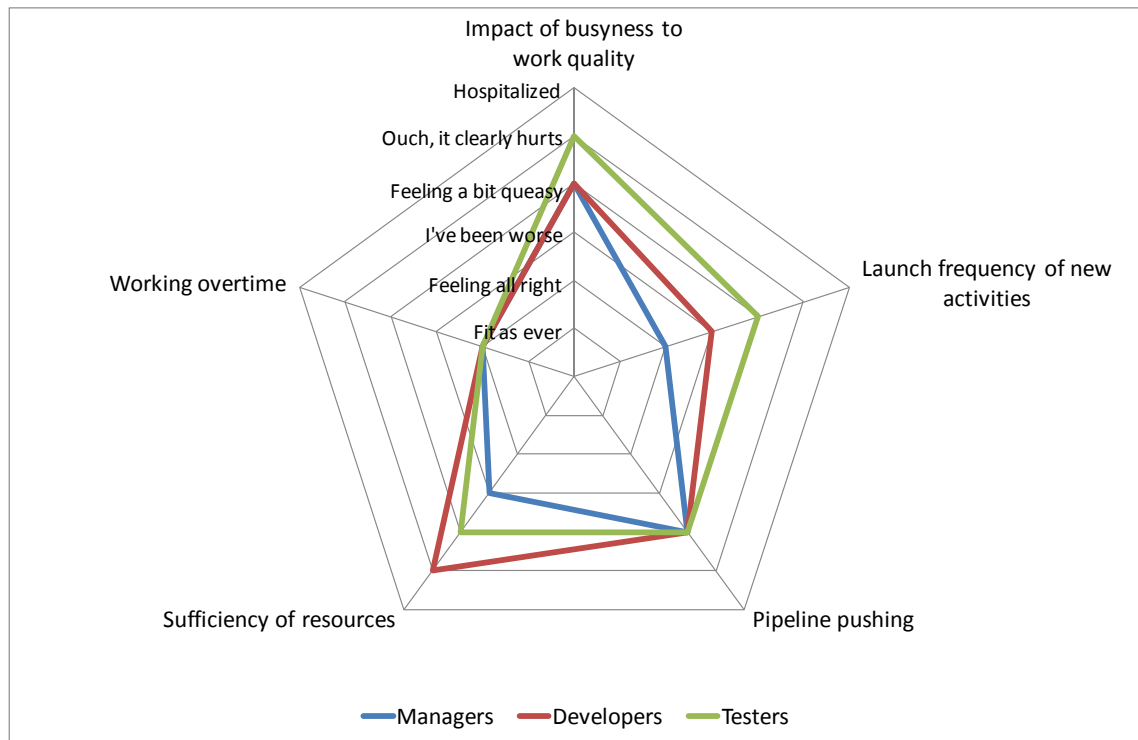 Impact of busyness to
work quality
Hospitalized
Ouch, it clearly hurts
Feeling a bit queasy
I've been worse
Feeling all right
Fit as ever
Launch frequency of new
activities
Working overtime
Sufficiency of resources
Pipeline pushing
Managers
Developers
Testers